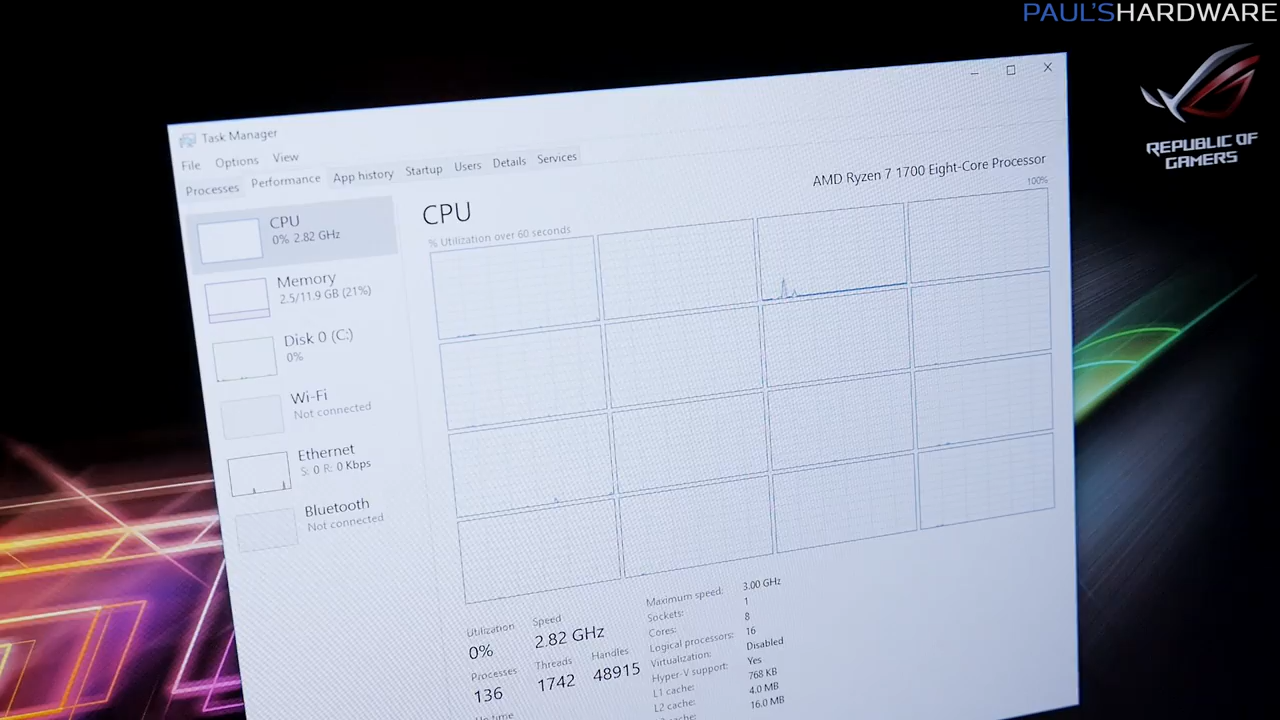 PAUL'SHARDWARE
REPUBLIC OF
GAMERS
Task Manager
File Options View
Processes Performance App history Startup Users Details Services
CPU
0% 2.82 GHz
Memory
2.5/11.9 GB (21%)
Disk 0 (C:)
0%
Wi-Fi
Not connected
Ethernet
S: 0 R: 0 Kbps
Bluetooth
Not connected
CPU
AMD Ryzen 7 1700 Eight-Core Processor
% Utilization over 60 seconds
100%
Utilization
0%
Speed
2.82 GHz
Processes
136
Threads
1742
Handles
48915
Maximum speed: 3.00 GHz
Sockets: 1
Cores: 8
Logical processors: 16
Virtualization: Disabled
Hyper-V support: Yes
L1 cache: 768 KB
L2 cache: 4.0 MB
16.0 MB